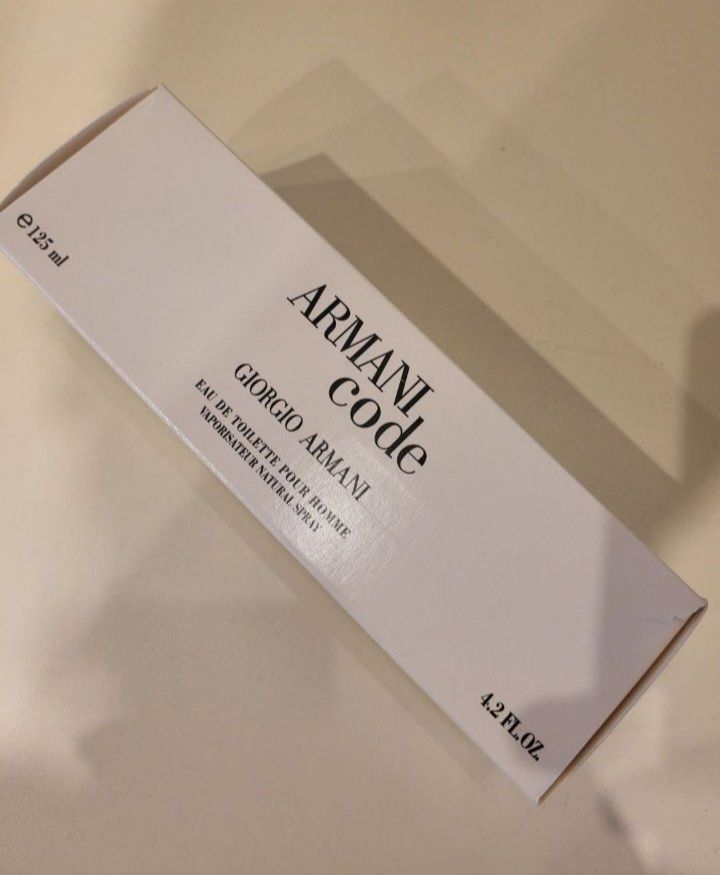 ℮125 ml
ARMANI
code
GIORGIO ARMANI
EAU DE TOILETTE POUR HOMME
VAPORISATEUR NATURAL SPRAY
4.2 FL.OZ.